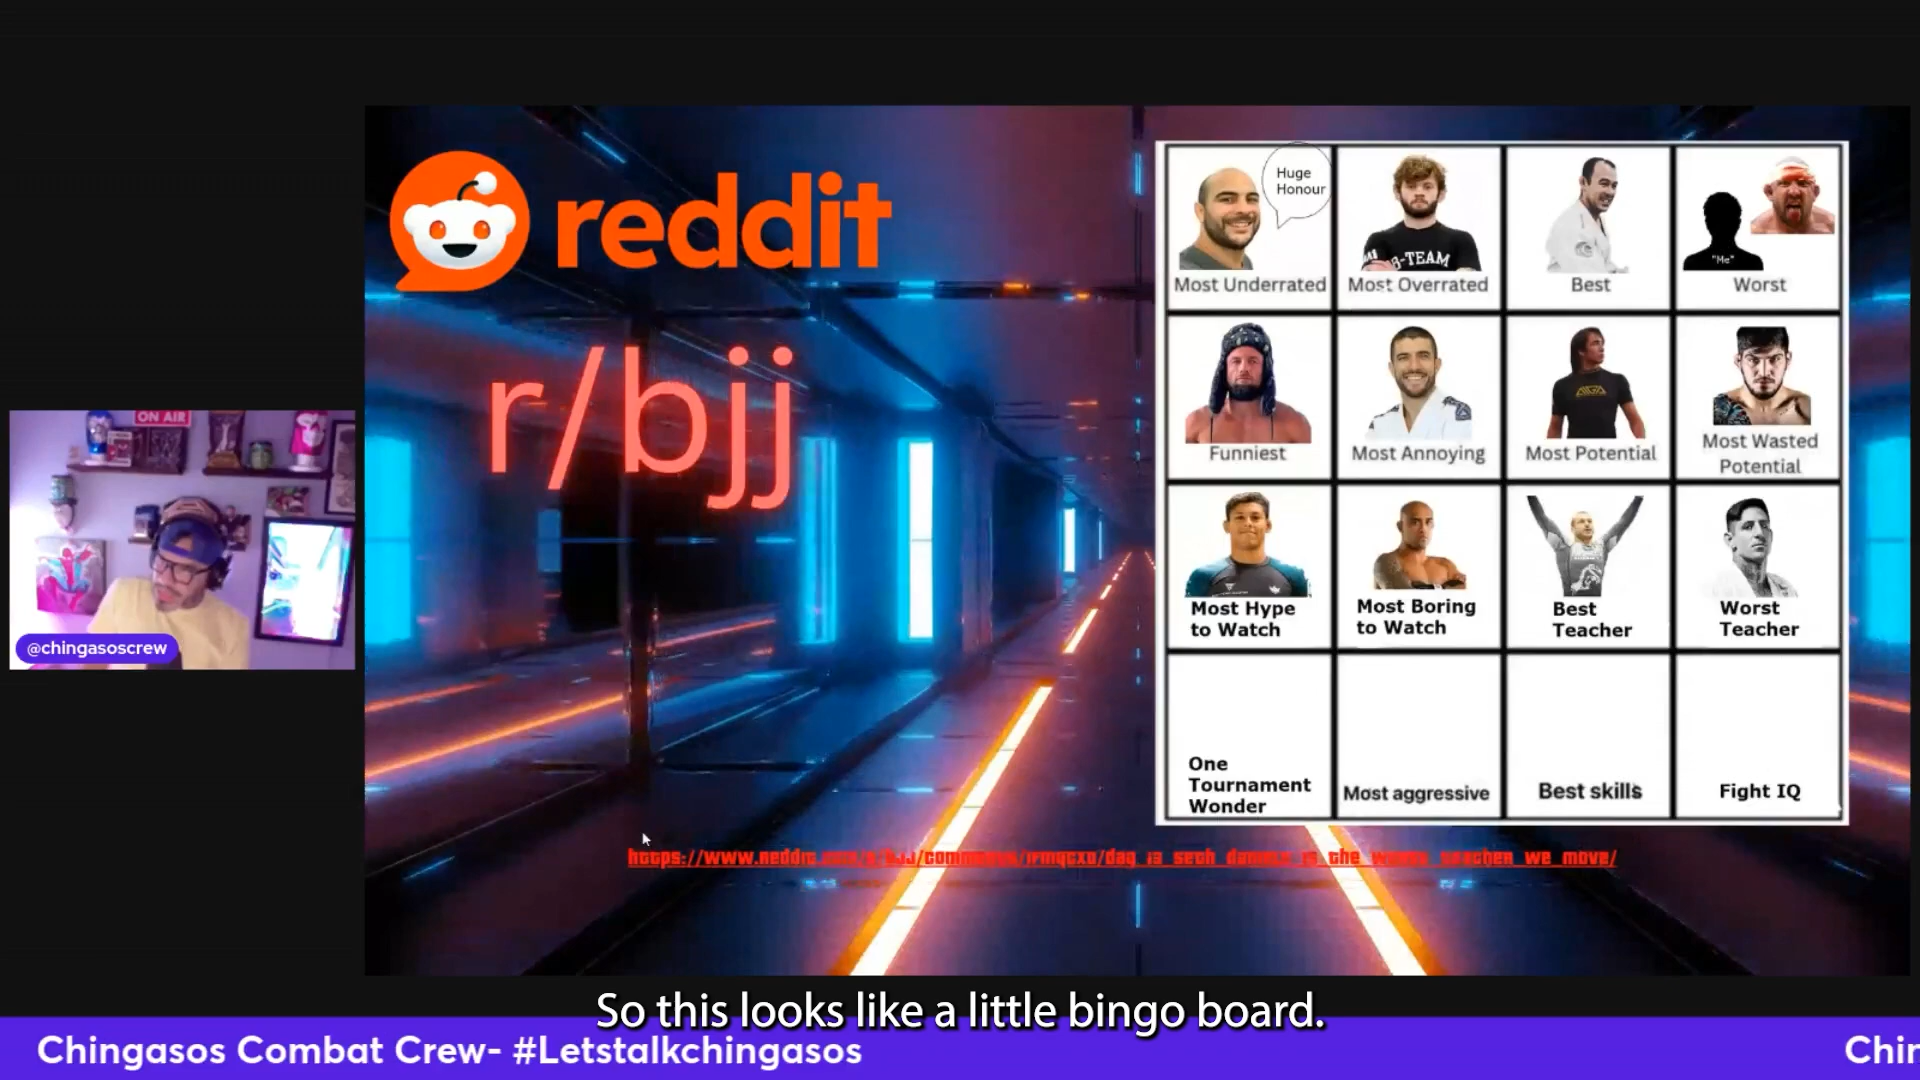 reddit
r/bjj
ON AIR
@chingasoscrew
Huge
Honour
B-TEAM
"Me"
Most Underrated
Most Overrated
Best
Worst
Funniest
Most Annoying
Most Potential
Most Wasted
Potential
Most Hype
to Watch
Most Boring
to Watch
Best
Teacher
Worst
Teacher
One
Tournament
Wonder
Most aggressive
Best skills
Fight IQ
So this looks like a little bingo board.
Chingasos Combat Crew- #Letstalkchingasos
Chin